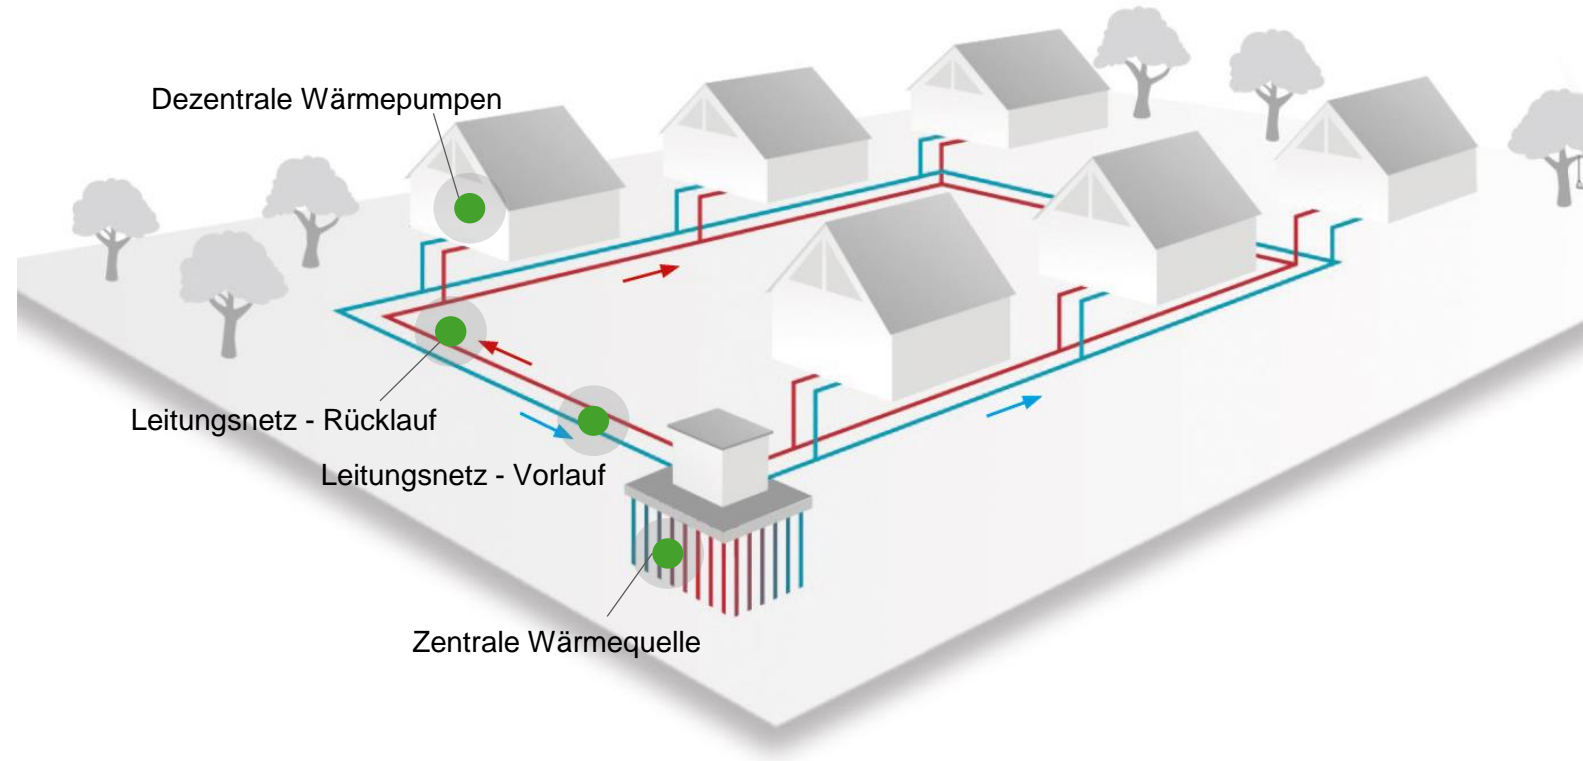 Dezentrale Wärmepumpen
Leitungsnetz - Rücklauf
Leitungsnetz - Vorlauf
Zentrale Wärmequelle